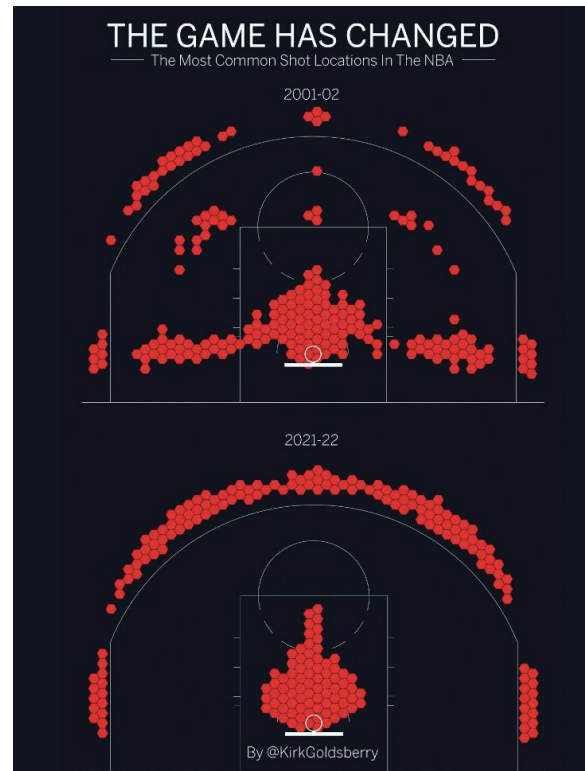 THE GAME HAS CHANGED
The Most Common Shot Locations In The NBA
2001-02
2021-22
By @KirkGoldsberry